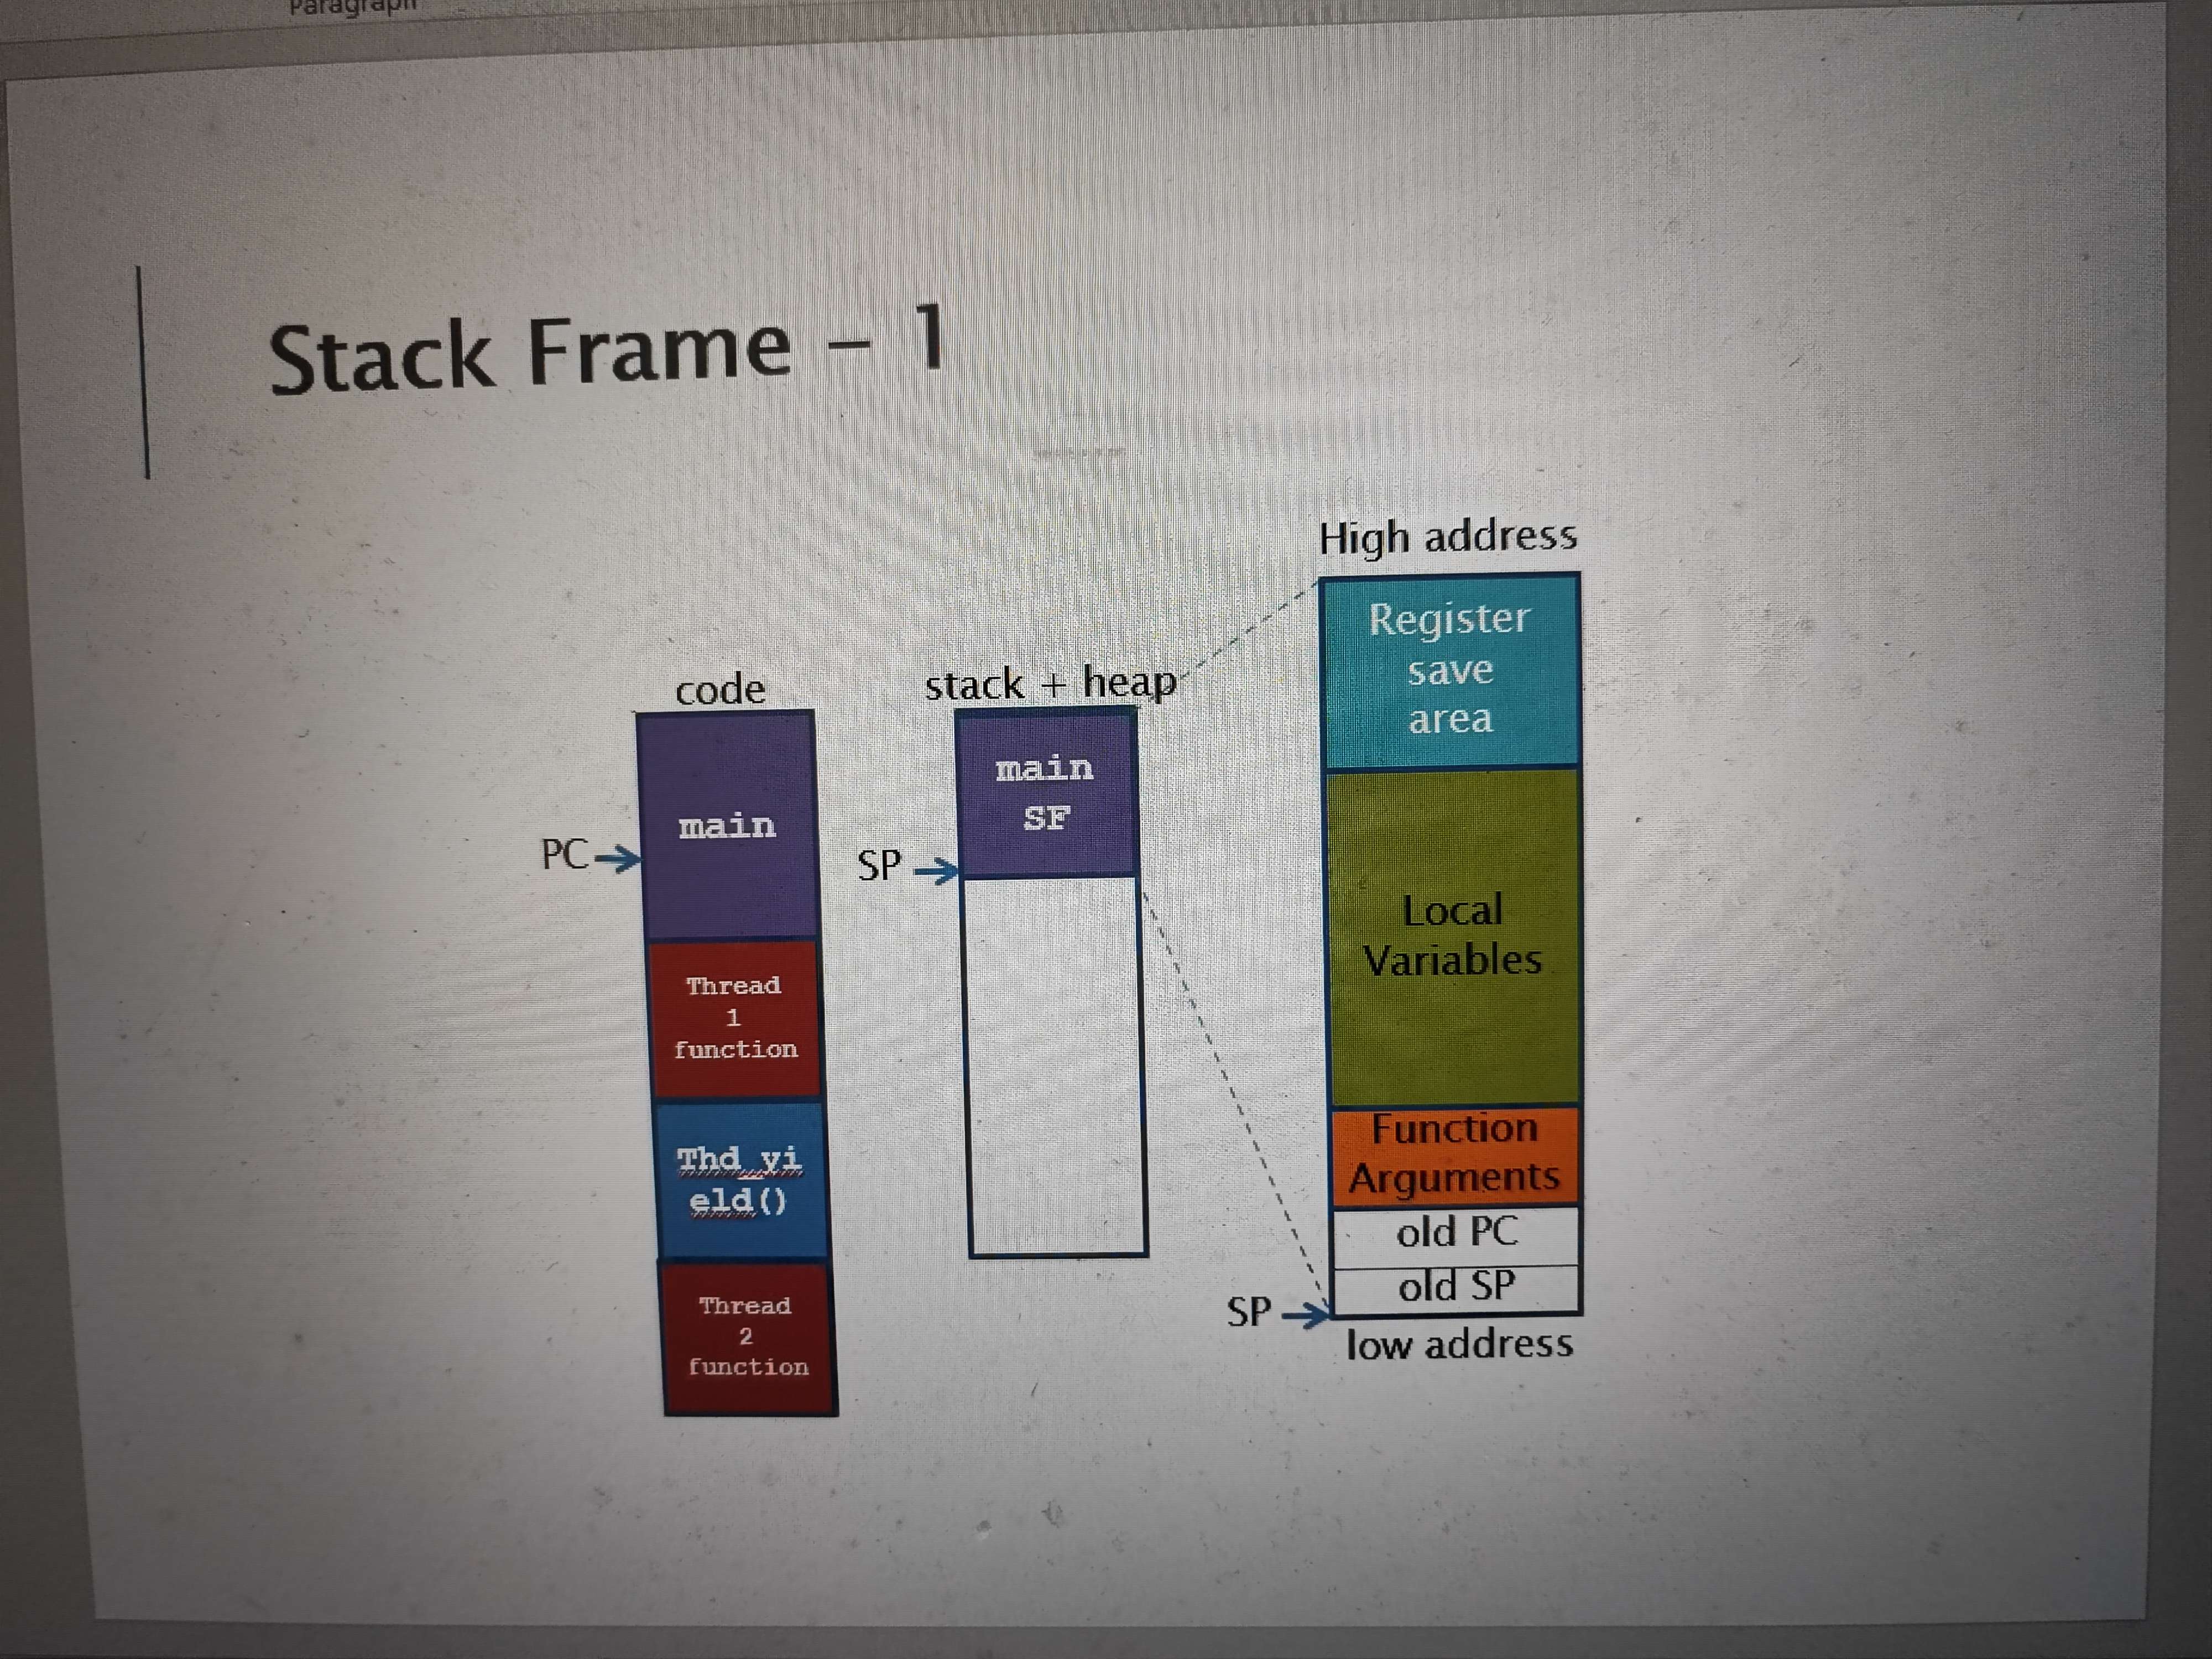 Paragraph
Stack Frame – 1
code
main
PC
Thread
1
function
Thd_yi
eld()
Thread
2
function
stack + heap
main
SF
SP
High address
Register
save
area
Local
Variables
Function
Arguments
old PC
old SP
SP
low address